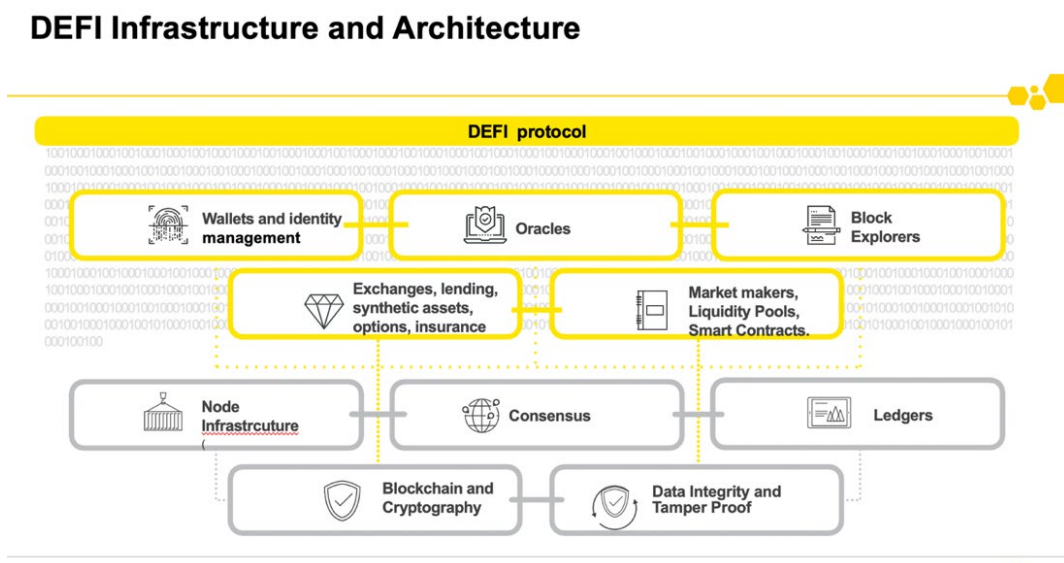 DEFI Infrastructure and Architecture
DEFI protocol
Wallets and identity
management
Oracles
Block
Explorers
Exchanges, lending,
synthetic assets,
options, insurance
Market makers,
Liquidity Pools,
Smart Contracts.
Node
Infrastrcuture
(
Consensus
Ledgers
Blockchain and
Cryptography
Data Integrity and
Tamper Proof
000100100